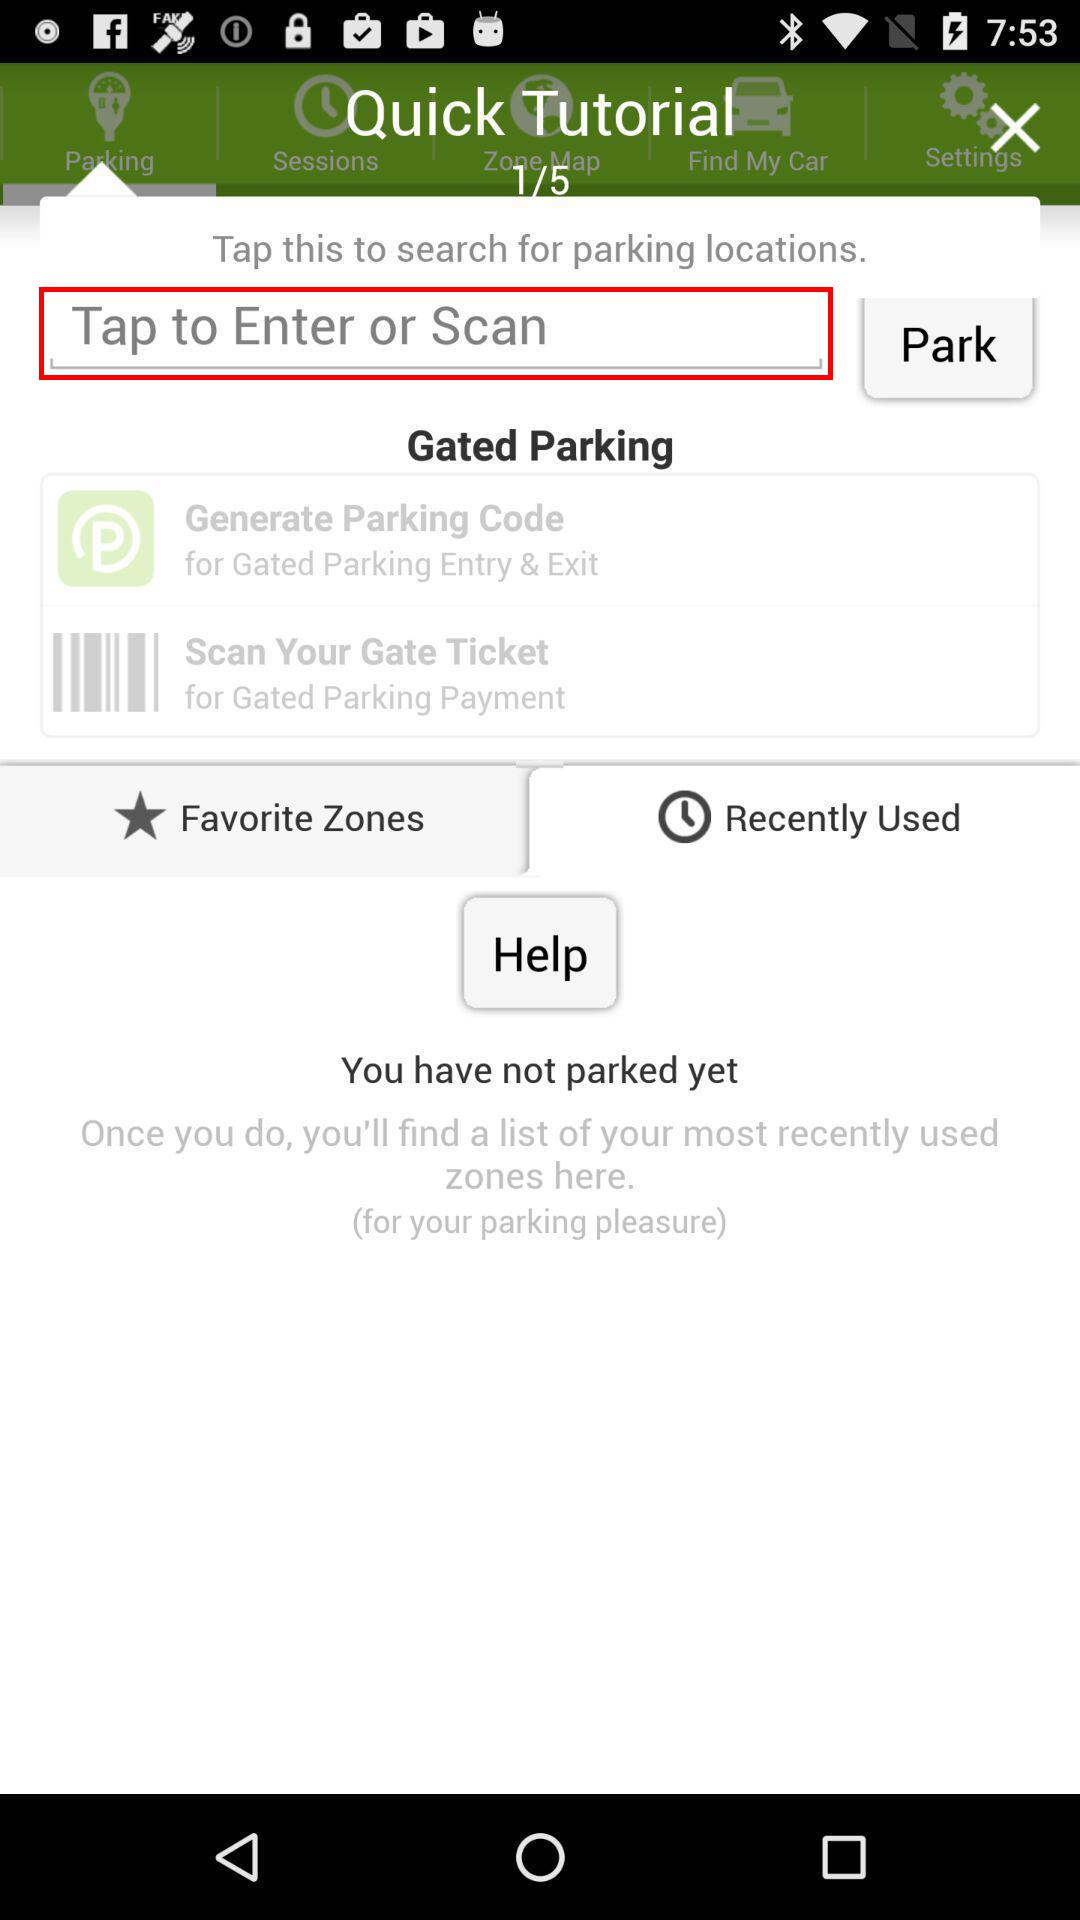 FAKE
7:53
Quick Tutorial
Parking
Sessions
Zone Map
Find My Car
Settings
1/5
Tap this to search for parking locations.
Tap to Enter or Scan
Park
Gated Parking
Generate Parking Code
for Gated Parking Entry & Exit
Scan Your Gate Ticket
for Gated Parking Payment
Favorite Zones
Recently Used
Help
You have not parked yet
Once you do, you'll find a list of your most recently used
zones here.
(for your parking pleasure)